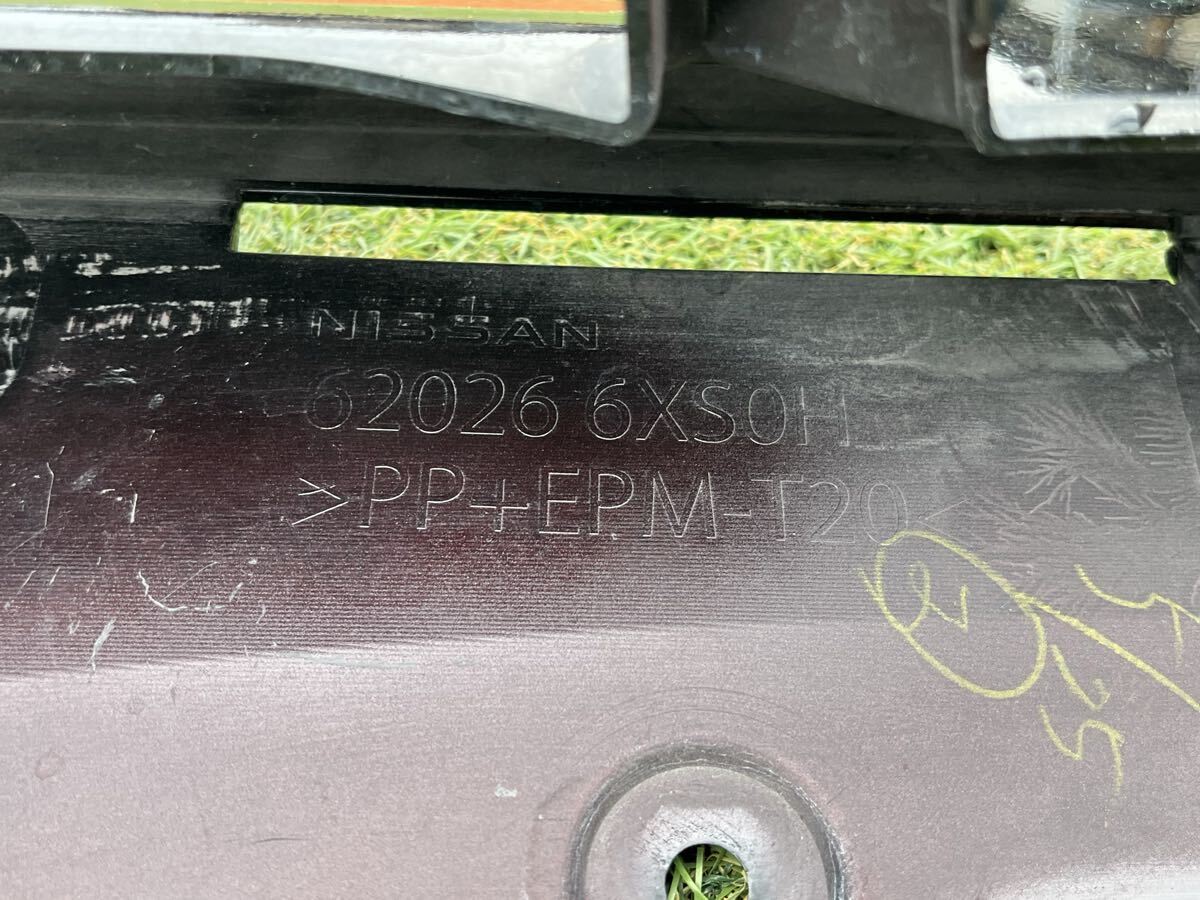 NISSAN
62026 6XS0H
>PP+EPM-T20<